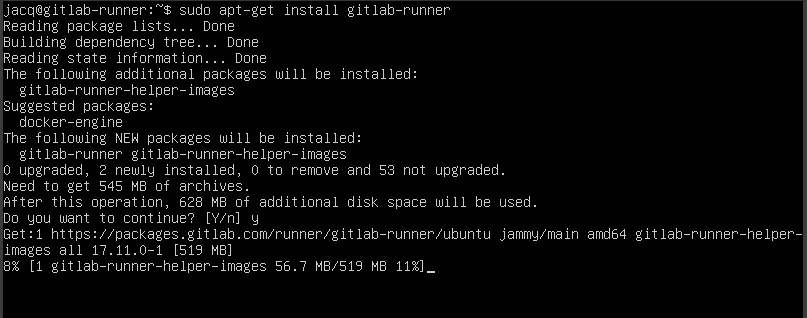 jacq@gitlab-runner:~$ sudo apt-get install gitlab-runner
Reading package lists... Done
Building dependency tree... Done
Reading state information... Done
The following additional packages will be installed:
  gitlab-runner-helper-images
Suggested packages:
  docker-engine
The following NEW packages will be installed:
  gitlab-runner gitlab-runner-helper-images
0 upgraded, 2 newly installed, 0 to remove and 53 not upgraded.
Need to get 545 MB of archives.
After this operation, 628 MB of additional disk space will be used.
Do you want to continue? [Y/n] y
Get:1 https://packages.gitlab.com/runner/gitlab-runner/ubuntu jammy/main amd64 gitlab-runner-helper-
images all 17.11.0-1 [519 MB]
8% [1 gitlab-runner-helper-images 56.7 MB/519 MB 11%]_